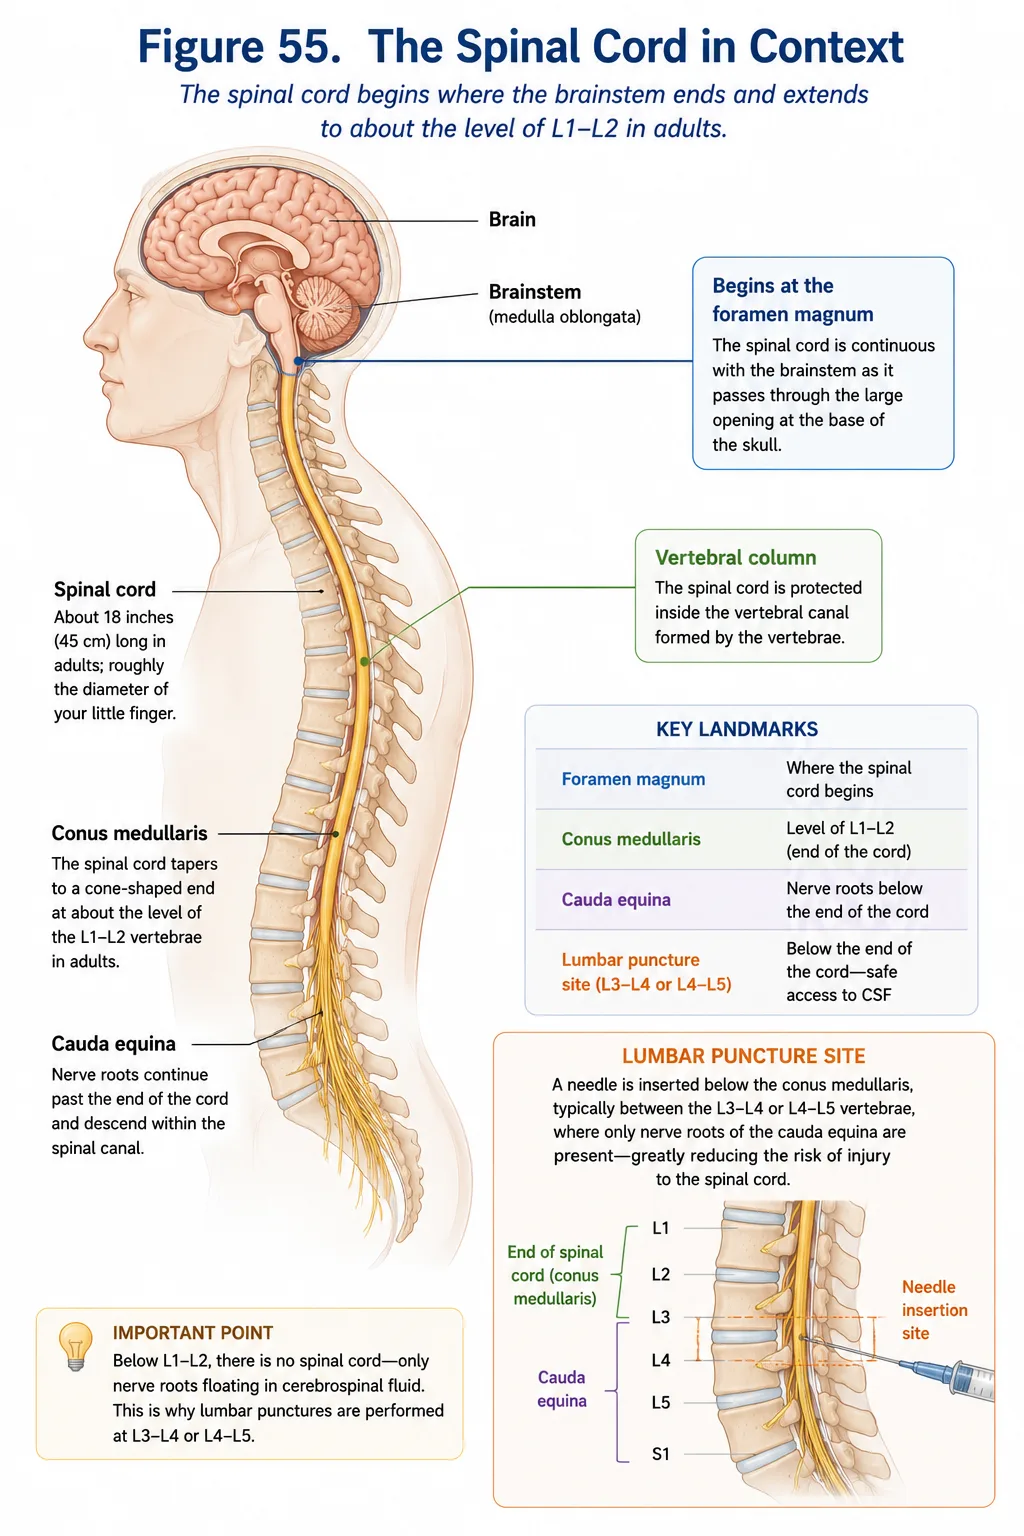 Figure 55. The Spinal Cord in Context
The spinal cord begins where the brainstem ends and extends
to about the level of L1–L2 in adults.
Brain
Brainstem
(medulla oblongata)
Begins at the
foramen magnum
The spinal cord is continuous
with the brainstem as it
passes through the large
opening at the base of
the skull.
Vertebral column
The spinal cord is protected
inside the vertebral canal
formed by the vertebrae.
Spinal cord
About 18 inches
(45 cm) long in
adults; roughly
the diameter of
your little finger.
Conus medullaris
The spinal cord tapers
to a cone-shaped end
at about the level of
the L1–L2 vertebrae
in adults.
Cauda equina
Nerve roots continue
past the end of the cord
and descend within the
spinal canal.
KEY LANDMARKS
Foramen magnum
Where the spinal
cord begins
Conus medullaris
Level of L1–L2
(end of the cord)
Cauda equina
Nerve roots below
the end of the cord
Lumbar puncture
site (L3–L4 or L4–L5)
Below the end of
the cord—safe
access to CSF
LUMBAR PUNCTURE SITE
A needle is inserted below the conus medullaris,
typically between the L3–L4 or L4–L5 vertebrae,
where only nerve roots of the cauda equina are
present—greatly reducing the risk of injury
to the spinal cord.
End of spinal
cord (conus
medullaris)
Cauda
equina
L1
L2
L3
L4
L5
S1
Needle
insertion
site
IMPORTANT POINT
Below L1–L2, there is no spinal cord—only
nerve roots floating in cerebrospinal fluid.
This is why lumbar punctures are performed
at L3–L4 or L4–L5.